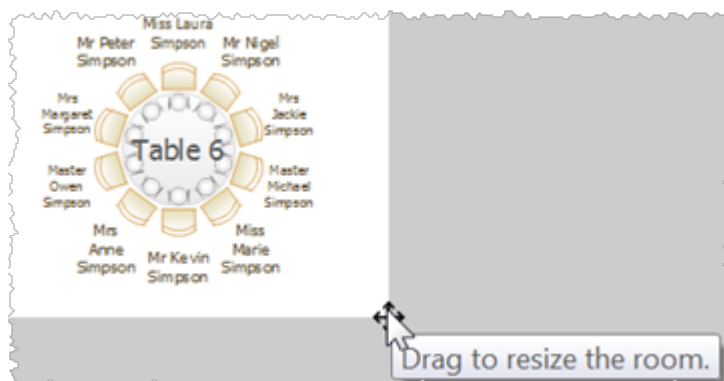 Miss Laura
Simpson
Mr Peter
Simpson
Mr Nigel
Simpson
Mrs
Margaret
Simpson
Mrs
Jackie
Simpson
Table 6
Master
Owen
Simpson
Master
Michael
Simpson
Mrs
Anne
Simpson
Mr Kevin
Simpson
Miss
Marie
Simpson
Drag to resize the room.